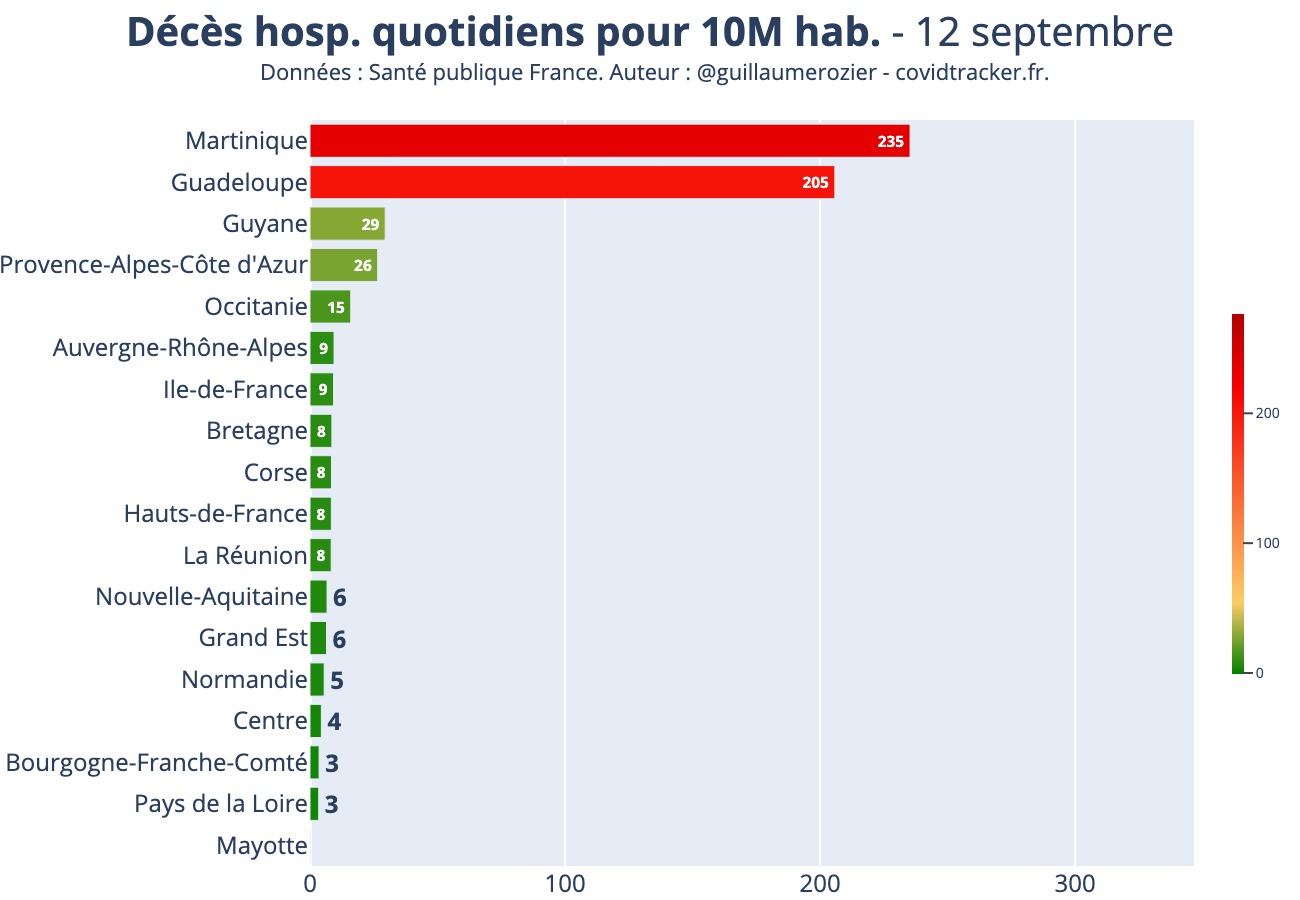 Décès hosp. quotidiens pour 10M hab. - 12 septembre
Données : Santé publique France. Auteur : @guillaumerozier - covidtracker.fr.
Martinique 235
Guadeloupe 205
Guyane 29
Provence-Alpes-Côte d'Azur 26
Occitanie 15
Auvergne-Rhône-Alpes 9
Ile-de-France 9
Bretagne 8
Corse 8
Hauts-de-France 8
La Réunion 8
Nouvelle-Aquitaine 6
Grand Est 6
Normandie 5
Centre 4
Bourgogne-Franche-Comté 3
Pays de la Loire 3
Mayotte
0 100 200 300
200
100
0